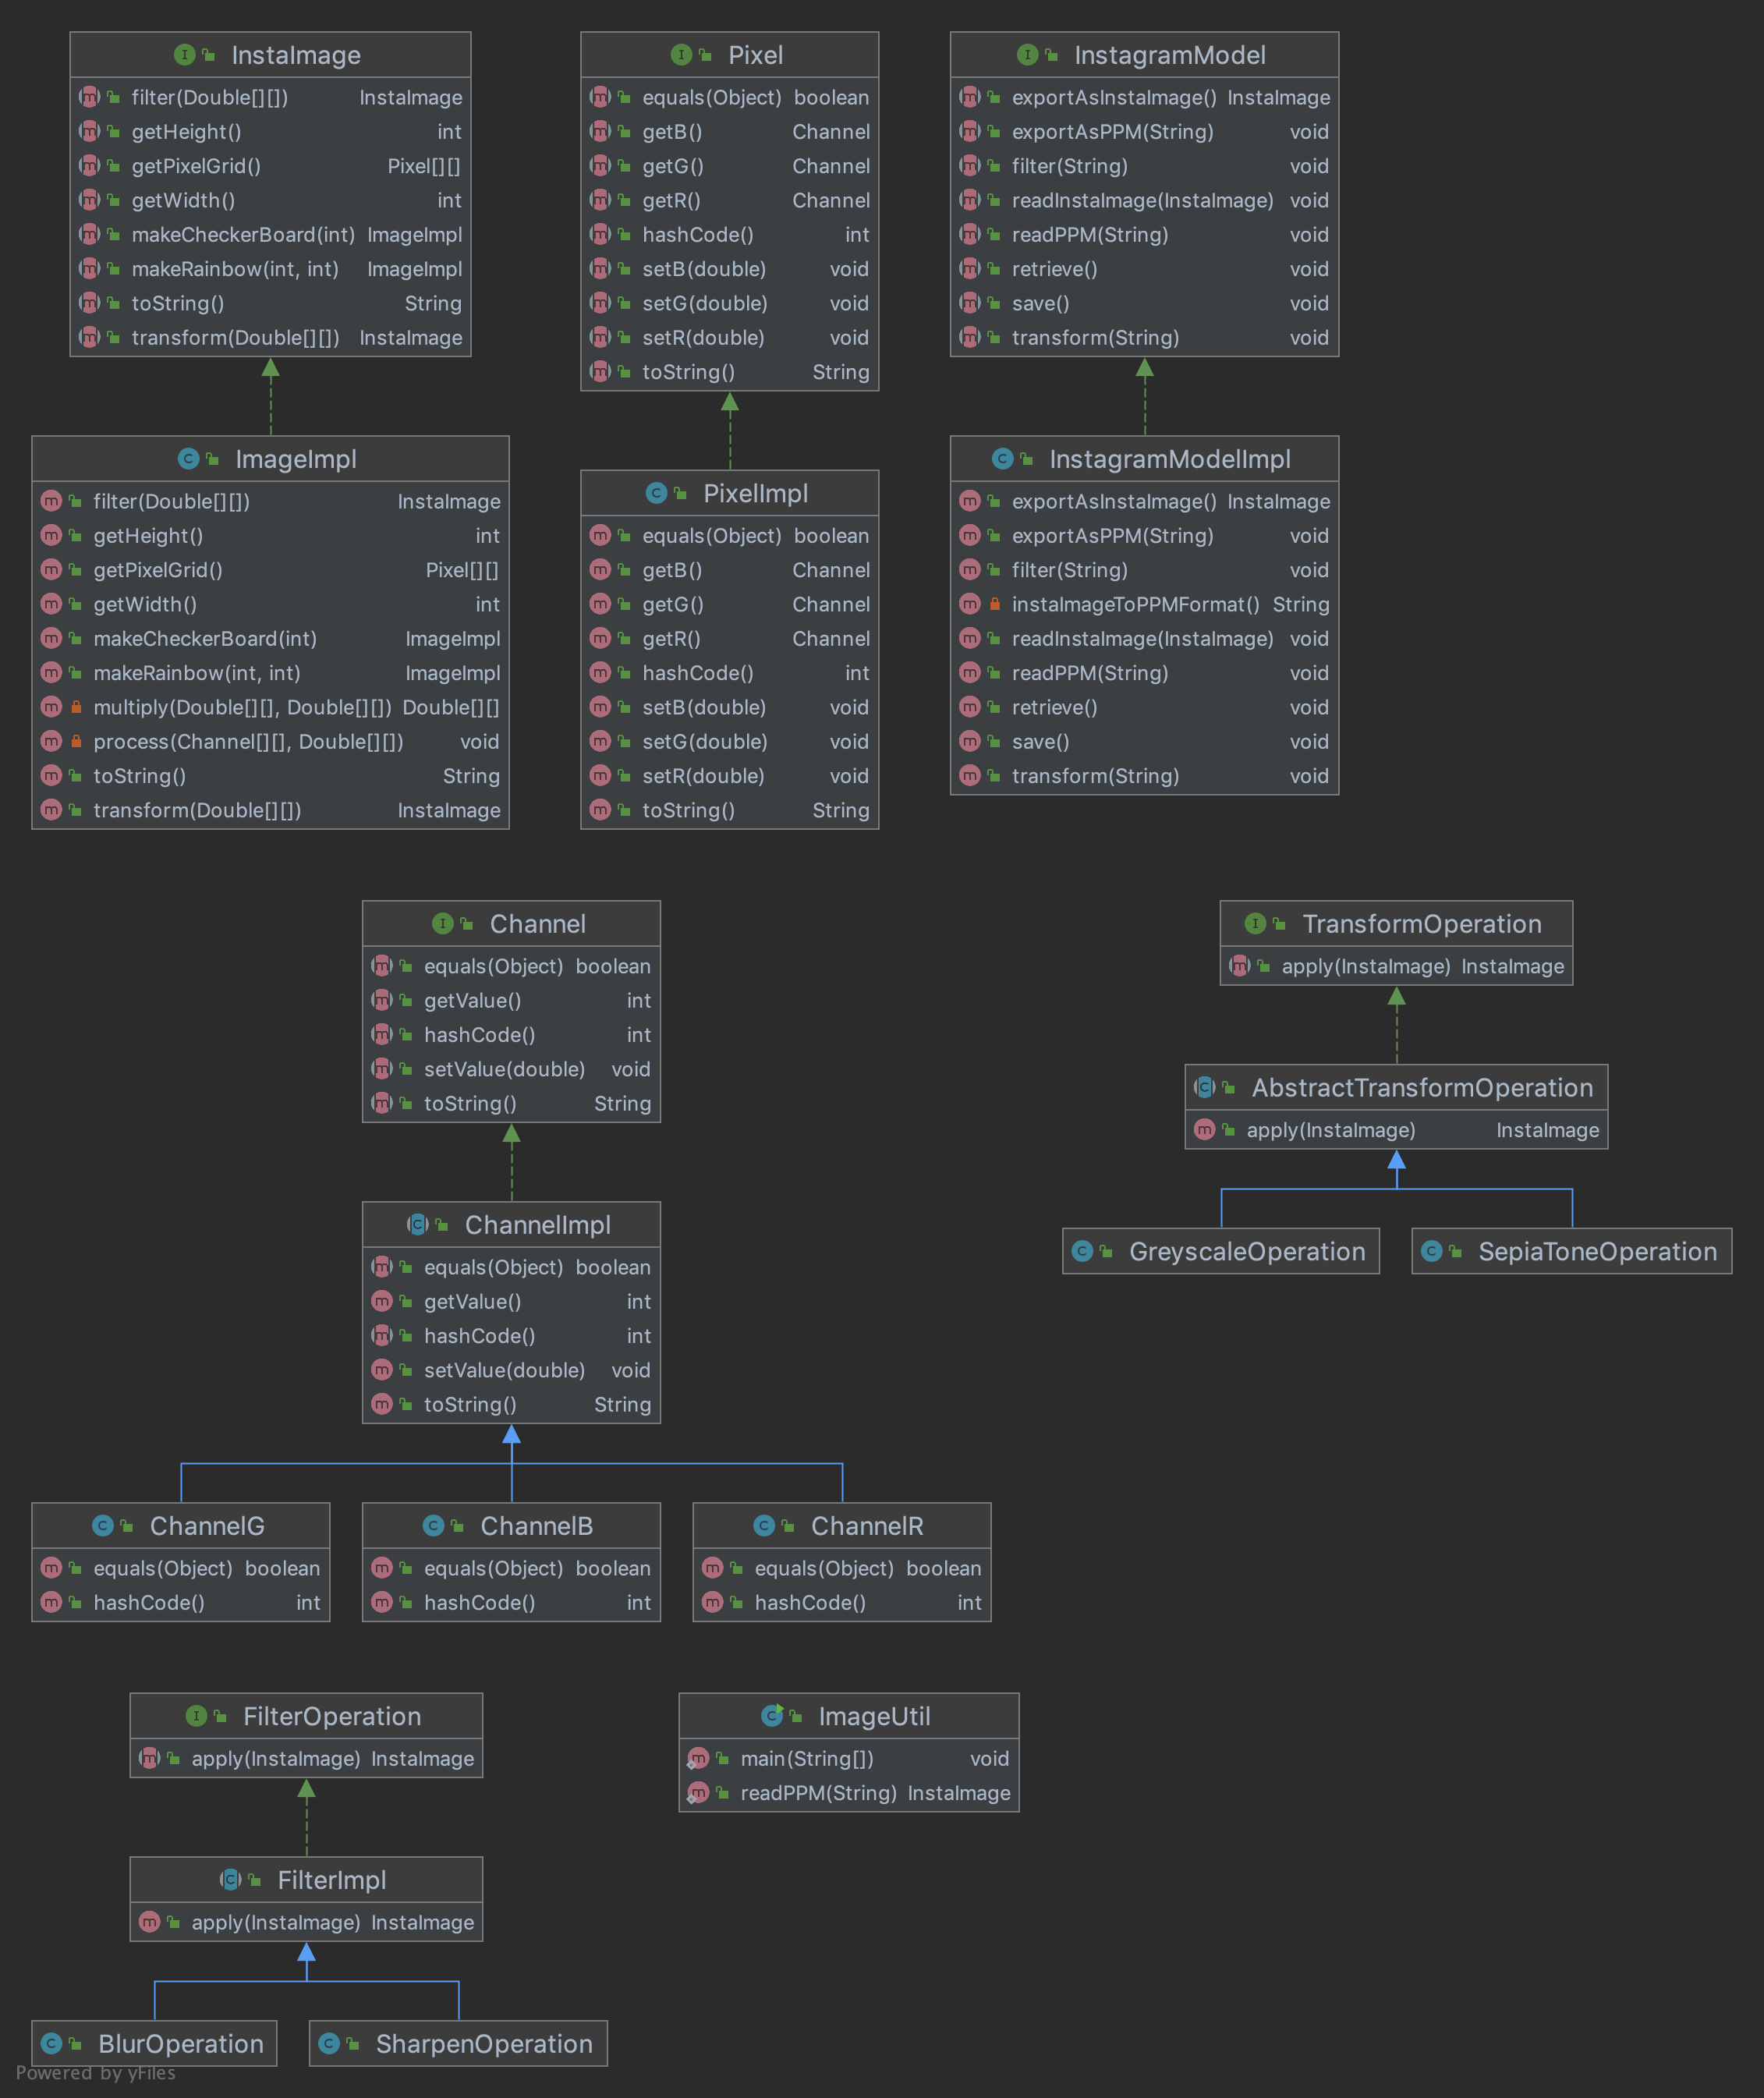 InstaImage
filter(Double[][]) InstaImage
getHeight() int
getPixelGrid() Pixel[][]
getWidth() int
makeCheckerBoard(int) ImageImpl
makeRainbow(int, int) ImageImpl
toString() String
transform(Double[][]) InstaImage
Pixel
equals(Object) boolean
getB() Channel
getG() Channel
getR() Channel
hashCode() int
setB(double) void
setG(double) void
setR(double) void
toString() String
InstagramModel
exportAsInstaImage() InstaImage
exportAsPPM(String) void
filter(String) void
readInstaImage(InstaImage) void
readPPM(String) void
retrieve() void
save() void
transform(String) void
ImageImpl
filter(Double[][]) InstaImage
getHeight() int
getPixelGrid() Pixel[][]
getWidth() int
makeCheckerBoard(int) ImageImpl
makeRainbow(int, int) ImageImpl
multiply(Double[][], Double[][]) Double[][]
process(Channel[][], Double[][]) void
toString() String
transform(Double[][]) InstaImage
PixelImpl
equals(Object) boolean
getB() Channel
getG() Channel
getR() Channel
hashCode() int
setB(double) void
setG(double) void
setR(double) void
toString() String
InstagramModelImpl
exportAsInstaImage() InstaImage
exportAsPPM(String) void
filter(String) void
instaImageToPPMFormat() String
readInstaImage(InstaImage) void
readPPM(String) void
retrieve() void
save() void
transform(String) void
Channel
equals(Object) boolean
getValue() int
hashCode() int
setValue(double) void
toString() String
TransformOperation
apply(InstaImage) InstaImage
AbstractTransformOperation
apply(InstaImage) InstaImage
GreyscaleOperation
SepiaToneOperation
ChannelImpl
equals(Object) boolean
getValue() int
hashCode() int
setValue(double) void
toString() String
ChannelG
equals(Object) boolean
hashCode() int
ChannelB
equals(Object) boolean
hashCode() int
ChannelR
equals(Object) boolean
hashCode() int
FilterOperation
apply(InstaImage) InstaImage
ImageUtil
main(String[]) void
readPPM(String) InstaImage
FilterImpl
apply(InstaImage) InstaImage
BlurOperation
SharpenOperation
Powered by yFiles